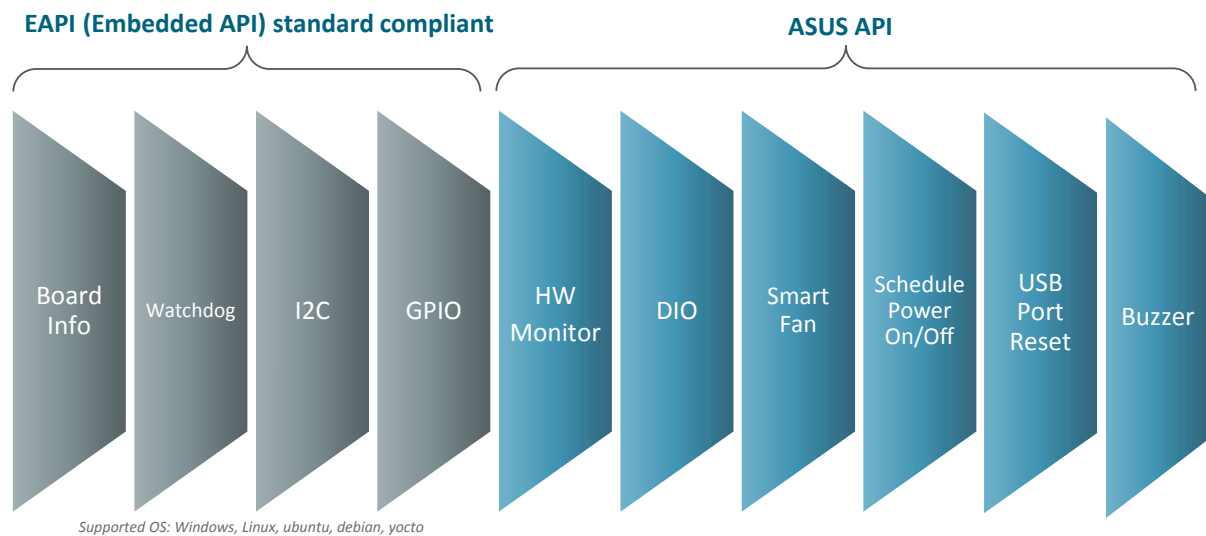 EAPI (Embedded API) standard compliant
ASUS API
Board
Info
Watchdog
I2C
GPIO
HW
Monitor
DIO
Smart
Fan
Schedule
Power
On/Off
USB
Port
Reset
Buzzer
Supported OS: Windows, Linux, ubuntu, debian, yocto